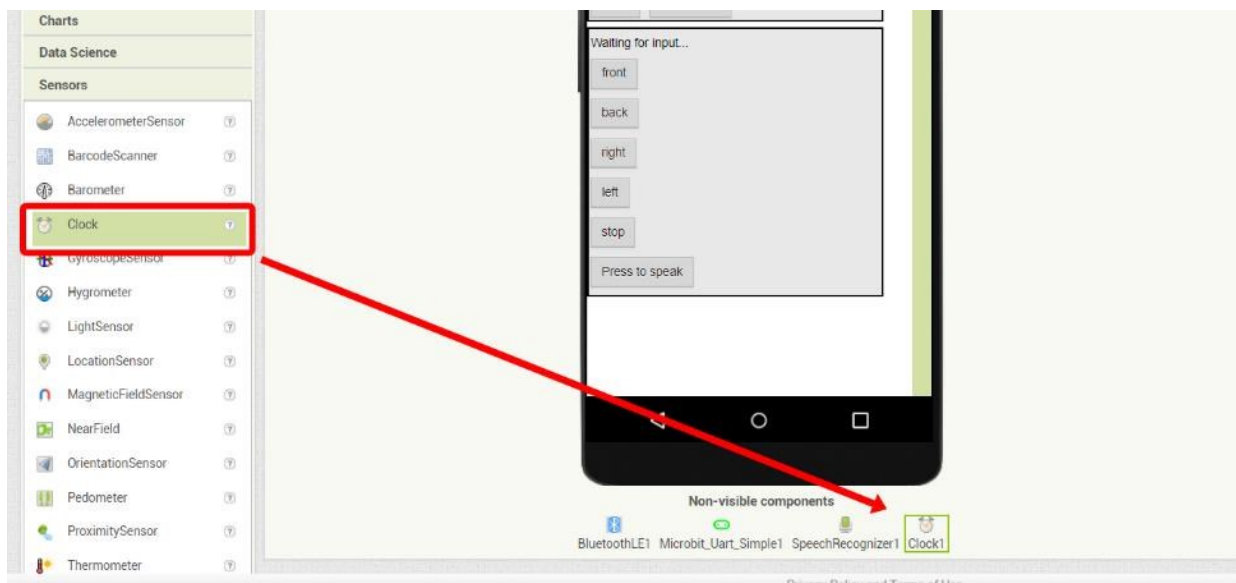 Charts
Data Science
Sensors
AccelerometerSensor
BarcodeScanner
Barometer
Clock
GyroscopeSensor
Hygrometer
LightSensor
LocationSensor
MagneticFieldSensor
NearField
OrientationSensor
Pedometer
ProximitySensor
Thermometer
Waiting for input...
front
back
right
left
stop
Press to speak
Non-visible components
BluetoothLE1 Microbit_Uart_Simple1 SpeechRecognizer1 Clock1